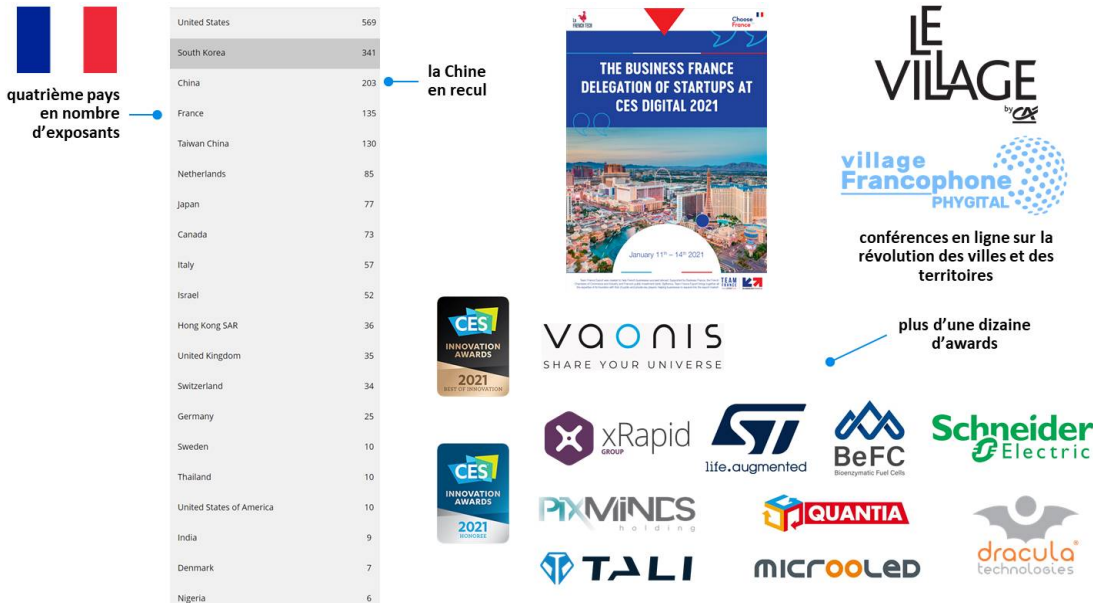 quatrième pays
en nombre
d’exposants
United States 569
South Korea 341
China 203
France 135
Taiwan China 130
Netherlands 85
Japan 77
Canada 73
Italy 57
Israel 52
Hong Kong SAR 36
United Kingdom 35
Switzerland 34
Germany 25
Sweden 10
Thailand 10
United States of America 10
India 9
Denmark 7
Nigeria 6
la Chine
en recul
La
FRENCH TECH
Choose
France
THE BUSINESS FRANCE
DELEGATION OF STARTUPS AT
CES DIGITAL 2021
January 11th – 14th 2021
TEAM
FRANCE
LE
VILLAGE
by CA
village
Francophone
PHYGITAL
conférences en ligne sur la
révolution des villes et des
territoires
plus d’une dizaine
d’awards
CES
INNOVATION
AWARDS
2021
BEST OF INNOVATION
VAONIS
SHARE YOUR UNIVERSE
xRapid
GROUP
ST
life.augmented
BeFC
Bioenzymatic Fuel Cells
Schneider
Electric
CES
INNOVATION
AWARDS
2021
HONOREE
PIXMINDS
holding
QUANTIA
dracula
technologies
TALI
MICROOLED